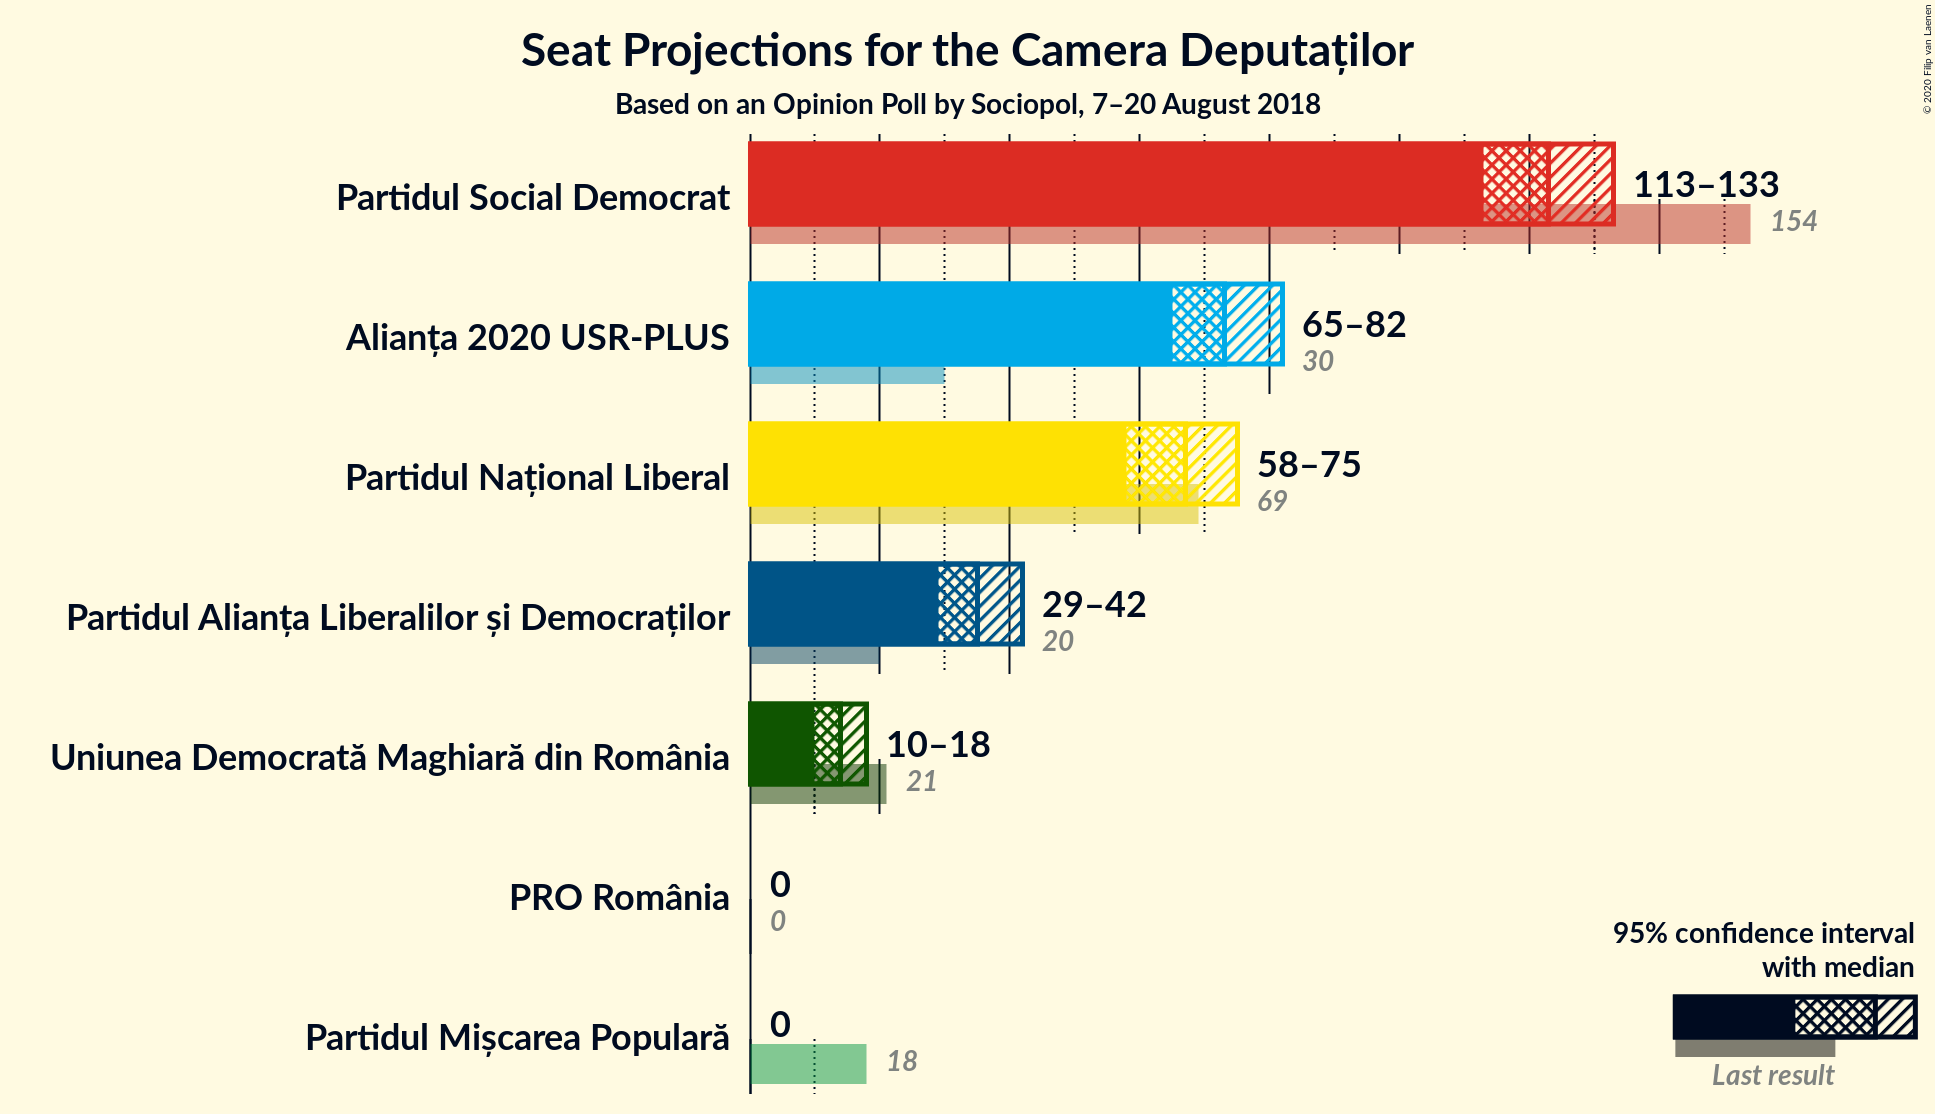 Seat Projections for the Camera Deputaților
Based on an Opinion Poll by Sociopol, 7–20 August 2018
© 2020 Filip van Laenen
Partidul Social Democrat
113–133
154
Alianța 2020 USR-PLUS
65–82
30
Partidul Național Liberal
58–75
69
Partidul Alianța Liberalilor și Democraților
29–42
20
Uniunea Democrată Maghiară din România
10–18
21
PRO România
0
0
Partidul Mișcarea Populară
0
18
95% confidence interval
with median
Last result